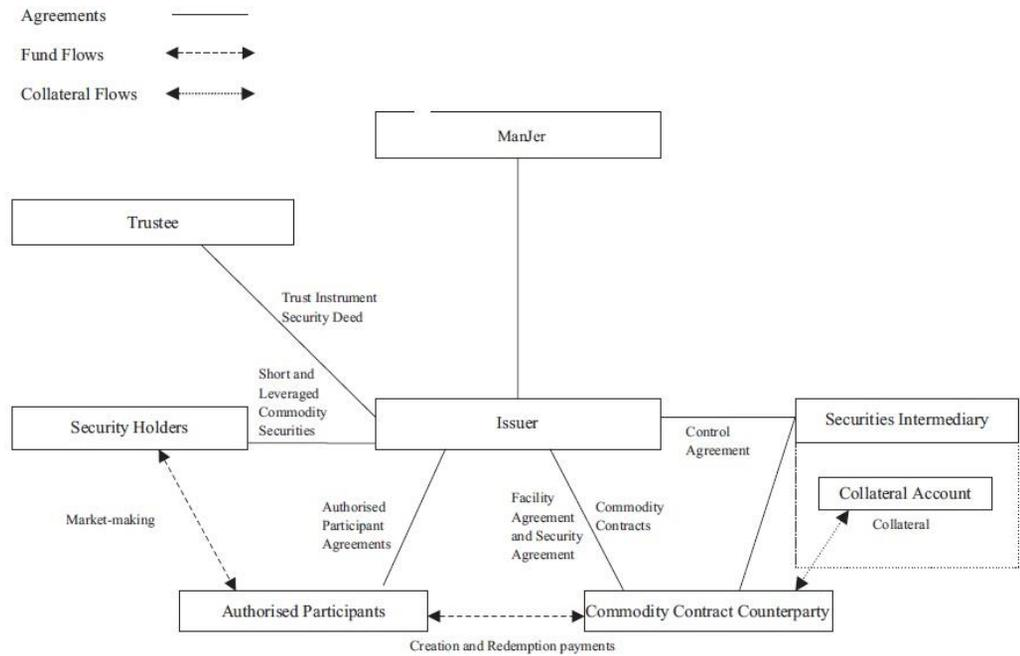 Agreements
Fund Flows
Collateral Flows
ManJer
Trustee
Trust Instrument
Security Deed
Short and
Leveraged
Commodity
Securities
Security Holders
Issuer
Securities Intermediary
Control
Agreement
Collateral Account
Collateral
Market-making
Authorised
Participant
Agreements
Facility
Agreement
and Security
Agreement
Commodity
Contracts
Authorised Participants
Commodity Contract Counterparty
Creation and Redemption payments